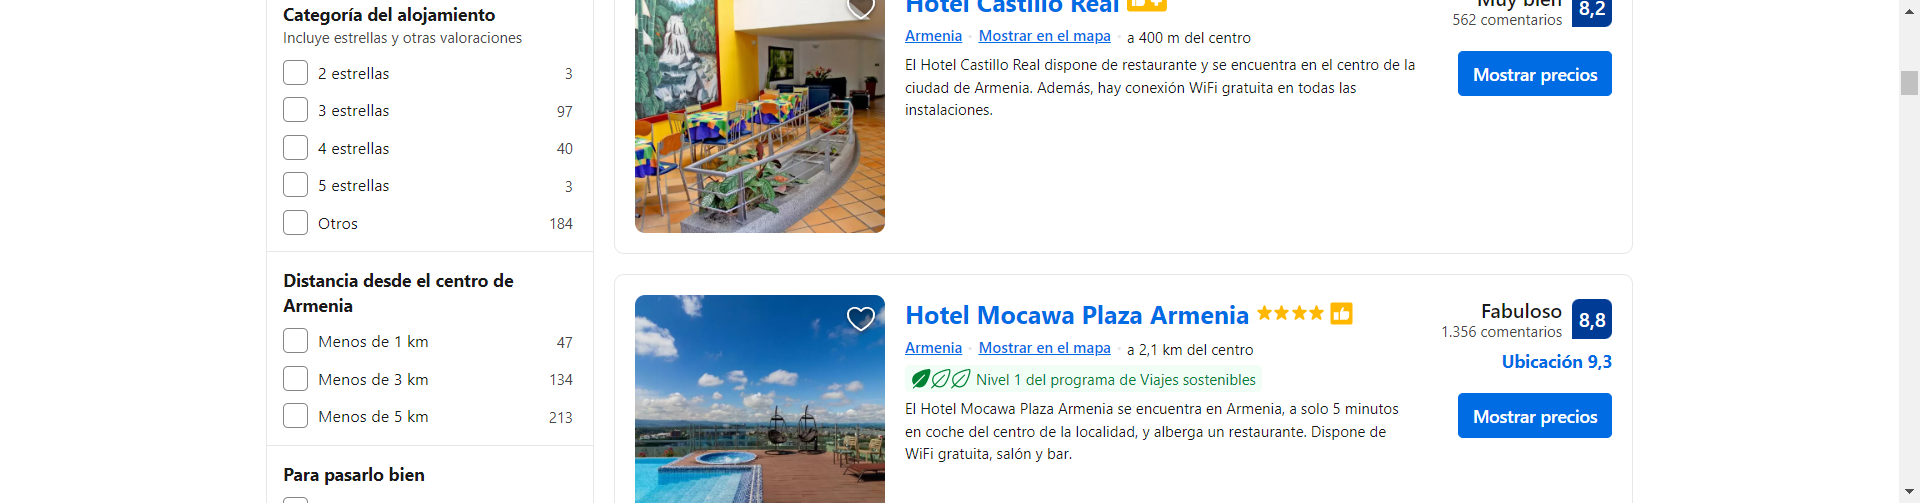 Categoría del alojamiento
Incluye estrellas y otras valoraciones
2 estrellas 3
3 estrellas 97
4 estrellas 40
5 estrellas 3
Otros 184
Distancia desde el centro de
Armenia
Menos de 1 km 47
Menos de 3 km 134
Menos de 5 km 213
Para pasarlo bien
Hotel Castillo Real
Armenia Mostrar en el mapa a 400 m del centro
El Hotel Castillo Real dispone de restaurante y se encuentra en el centro de la
ciudad de Armenia. Además, hay conexión WiFi gratuita en todas las
instalaciones.
Muy bien
562 comentarios
8,2
Mostrar precios
Hotel Mocawa Plaza Armenia
Armenia Mostrar en el mapa a 2,1 km del centro
Nivel 1 del programa de Viajes sostenibles
El Hotel Mocawa Plaza Armenia se encuentra en Armenia, a solo 5 minutos
en coche del centro de la localidad, y alberga un restaurante. Dispone de
WiFi gratuita, salón y bar.
Fabuloso
1.356 comentarios
8,8
Ubicación 9,3
Mostrar precios